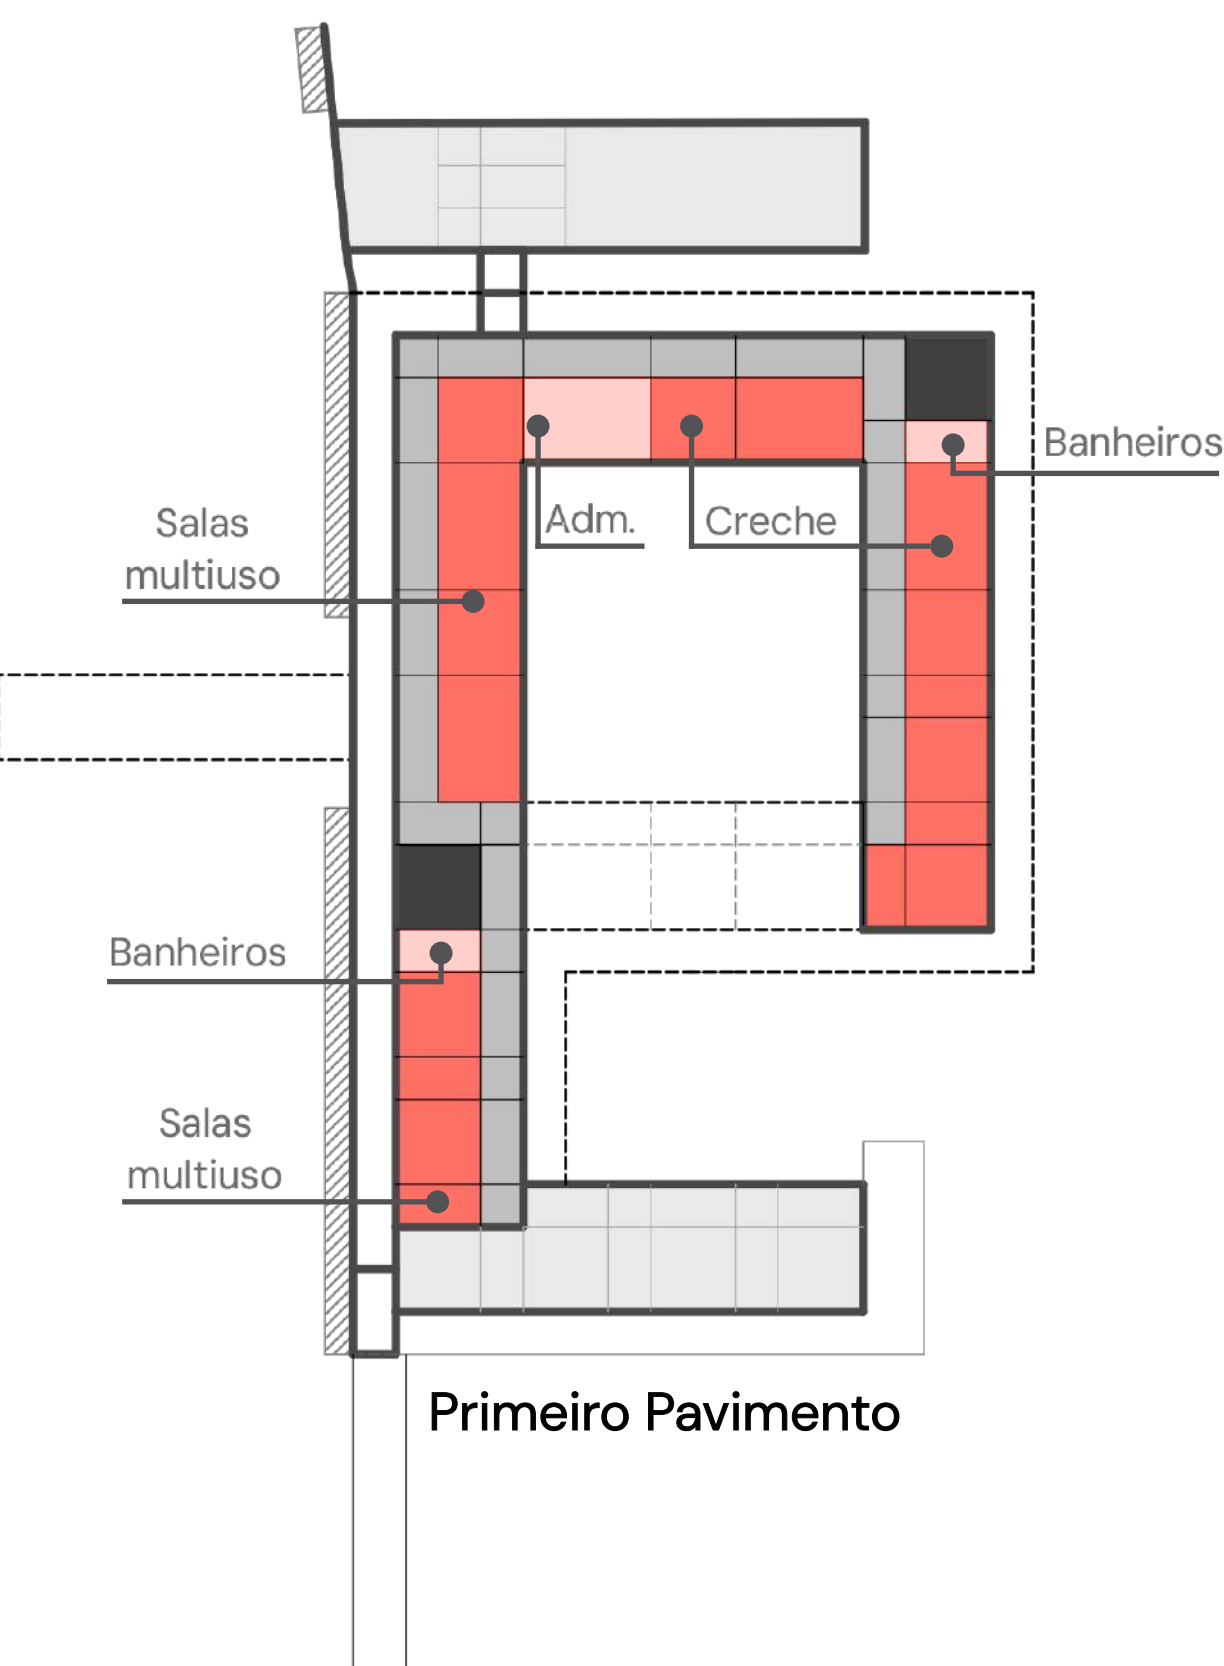 Banheiros
Salas
multiuso
Adm.
Creche
Banheiros
Salas
multiuso
Primeiro Pavimento